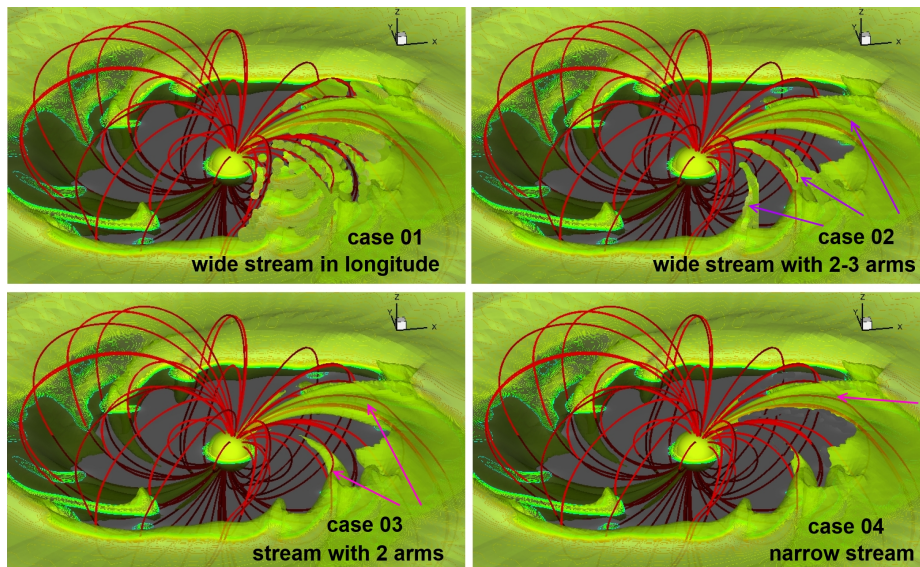 Z
Y
X
case 01
wide stream in longitude
Z
Y
X
case 02
wide stream with 2-3 arms
Z
Y
X
case 03
stream with 2 arms
Z
Y
X
case 04
narrow stream